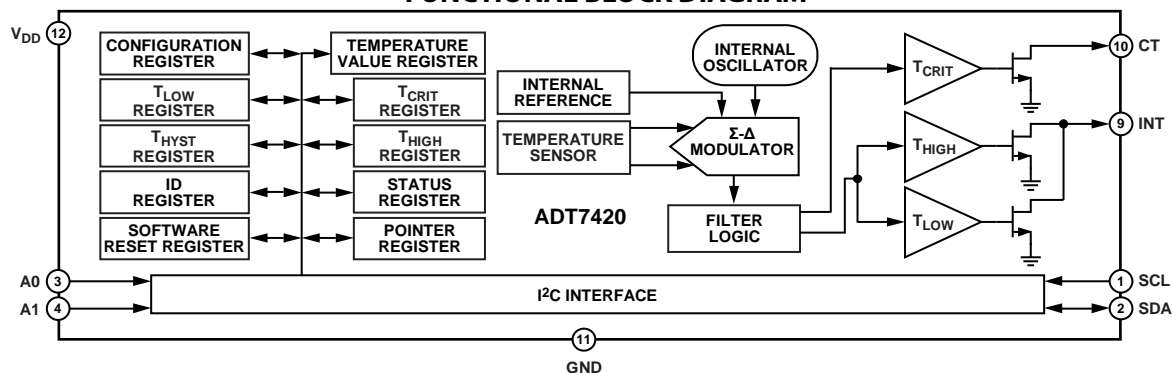 FUNCTIONAL BLOCK DIAGRAM
VDD 12
CONFIGURATION
REGISTER
TEMPERATURE
VALUE REGISTER
TLOW
REGISTER
TCRIT
REGISTER
THYST
REGISTER
THIGH
REGISTER
ID
REGISTER
STATUS
REGISTER
SOFTWARE
RESET REGISTER
POINTER
REGISTER
INTERNAL
OSCILLATOR
INTERNAL
REFERENCE
TEMPERATURE
SENSOR
Σ-Δ
MODULATOR
FILTER
LOGIC
ADT7420
TCRIT
THIGH
TLOW
10 CT
9 INT
A0 3
A1 4
I2C INTERFACE
1 SCL
2 SDA
11
GND